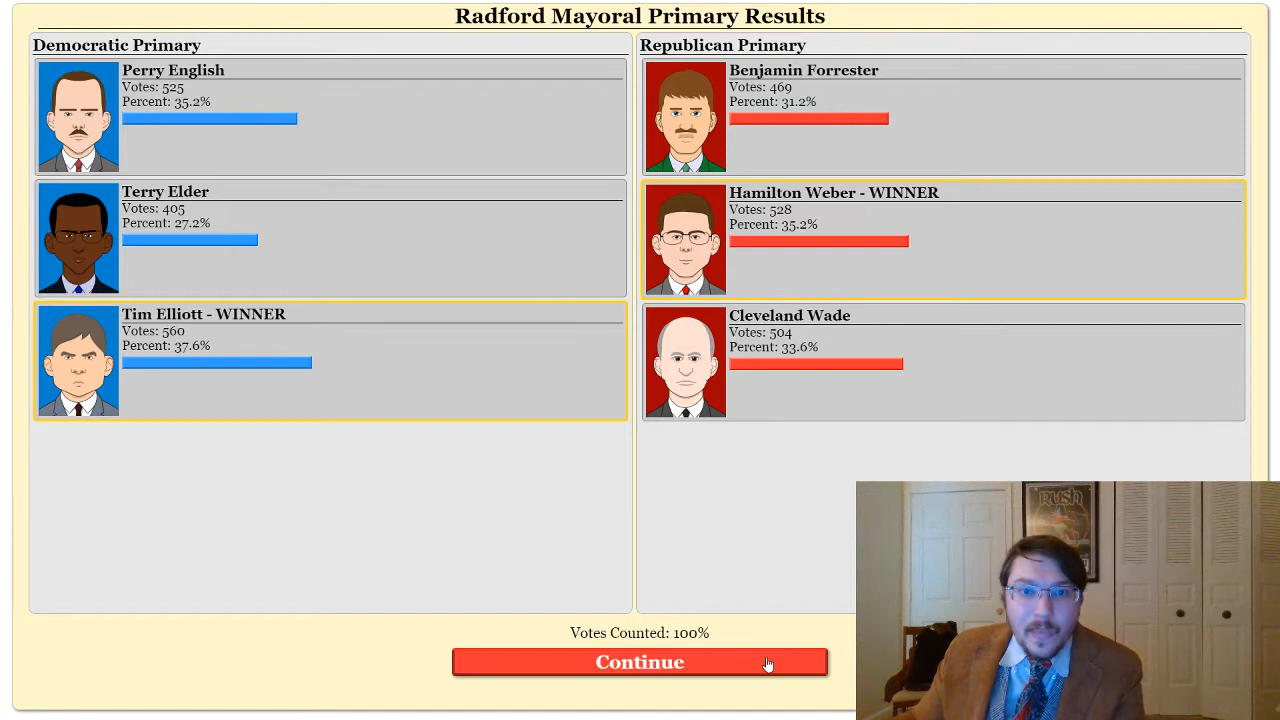 Radford Mayoral Primary Results
Democratic Primary
Perry English
Votes: 525
Percent: 35.2%
Terry Elder
Votes: 405
Percent: 27.2%
Tim Elliott - WINNER
Votes: 560
Percent: 37.6%
Republican Primary
Benjamin Forrester
Votes: 469
Percent: 31.2%
Hamilton Weber - WINNER
Votes: 528
Percent: 35.2%
Cleveland Wade
Votes: 504
Percent: 33.6%
Votes Counted: 100%
Continue
RUSH